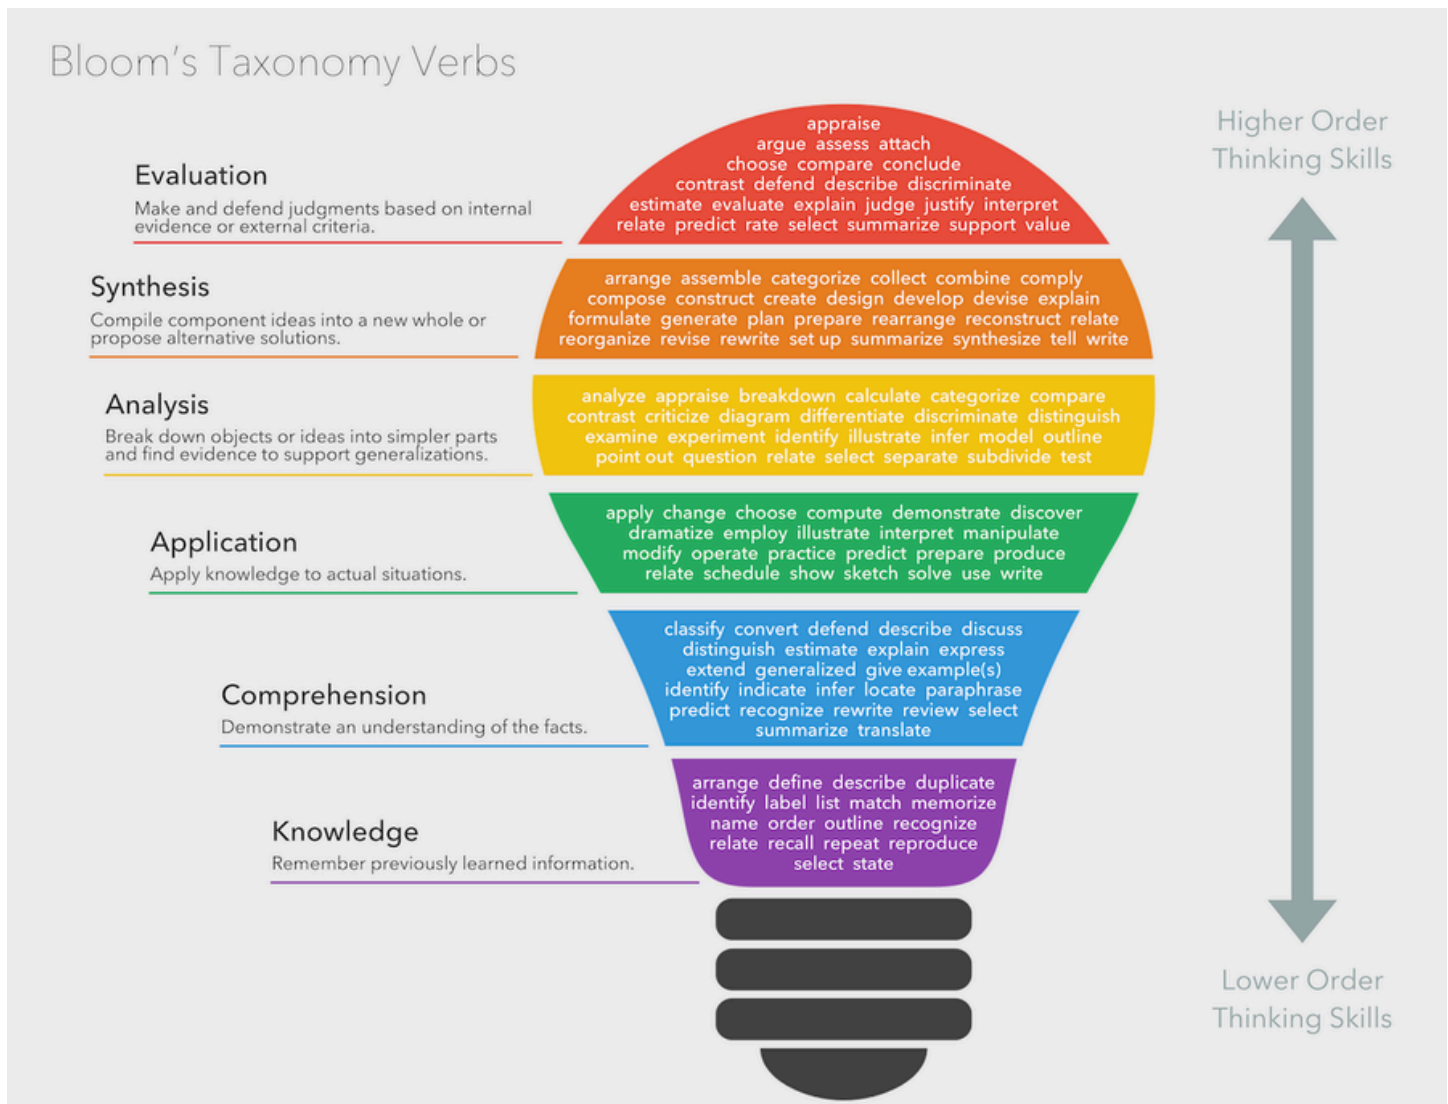 Bloom's Taxonomy Verbs
Higher Order
Thinking Skills
Evaluation
Make and defend judgments based on internal
evidence or external criteria.
appraise
argue assess attach
choose compare conclude
contrast defend describe discriminate
estimate evaluate explain judge justify interpret
relate predict rate select summarize support value
Synthesis
Compile component ideas into a new whole or
propose alternative solutions.
arrange assemble categorize collect combine comply
compose construct create design develop devise explain
formulate generate plan prepare rearrange reconstruct relate
reorganize revise rewrite set up summarize synthesize tell write
Analysis
Break down objects or ideas into simpler parts
and find evidence to support generalizations.
analyze appraise breakdown calculate categorize compare
contrast criticize diagram differentiate discriminate distinguish
examine experiment identify illustrate infer model outline
point out question relate select separate subdivide test
Application
Apply knowledge to actual situations.
apply change choose compute demonstrate discover
dramatize employ illustrate interpret manipulate
modify operate practice predict prepare produce
relate schedule show sketch solve use write
Comprehension
Demonstrate an understanding of the facts.
classify convert defend describe discuss
distinguish estimate explain express
extend generalized give example(s)
identify indicate infer locate paraphrase
predict recognize rewrite review select
summarize translate
Knowledge
Remember previously learned information.
arrange define describe duplicate
identify label list match memorize
name order outline recognize
relate recall repeat reproduce
select state
Lower Order
Thinking Skills